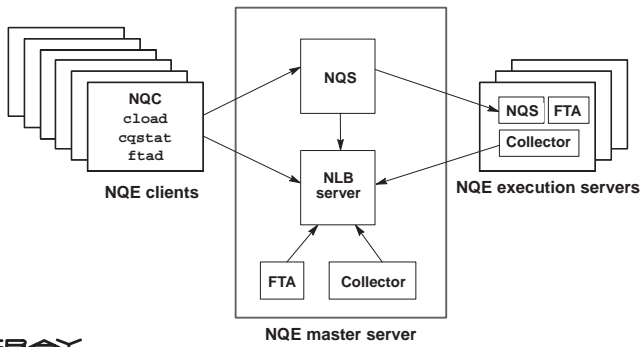 NQC
cload
cqstat
ftad
NQE clients
NQS
NLB
server
FTA
Collector
NQE master server
NQS
FTA
Collector
NQE execution servers